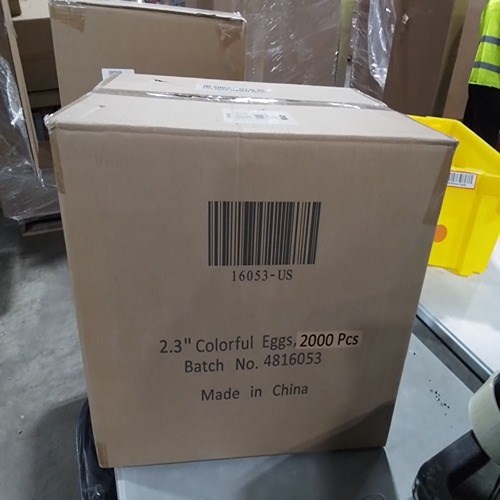 16053-US
2.3" Colorful Eggs, 2000 Pcs
Batch No. 4816053
Made in China